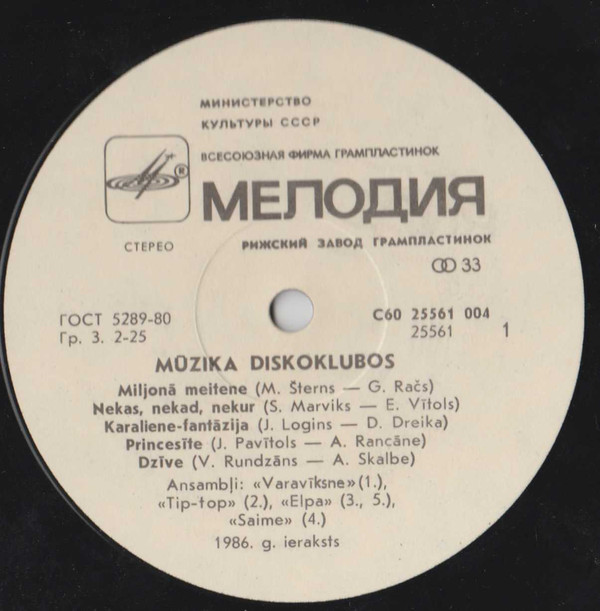 МИНИСТЕРСТВО
КУЛЬТУРЫ СССР
ВСЕСОЮЗНАЯ ФИРМА ГРАМПЛАСТИНОК
®
МЕЛОДИЯ
СТЕРЕО
РИЖСКИЙ ЗАВОД ГРАМПЛАСТИНОК
33
ГОСТ 5289-80
С60 25561 004
Гр. 3. 2-25
25561
1
MŪZIKA DISKOKLUBOS
Miljonā meitene (M. Šterns — G. Račs)
Nekas, nekad, nekur (S. Marviks — E. Vītols)
Karaliene-fantāzija (J. Logins — D. Dreika)
Princesīte (J. Pavītols — A. Rancāne)
Dzīve (V. Rundzāns — A. Skalbe)
Ansambļi: «Varavīksne»(1.),
«Tip-top» (2.), «Elpa» (3., 5.),
«Saime» (4.)
1986. g. ieraksts